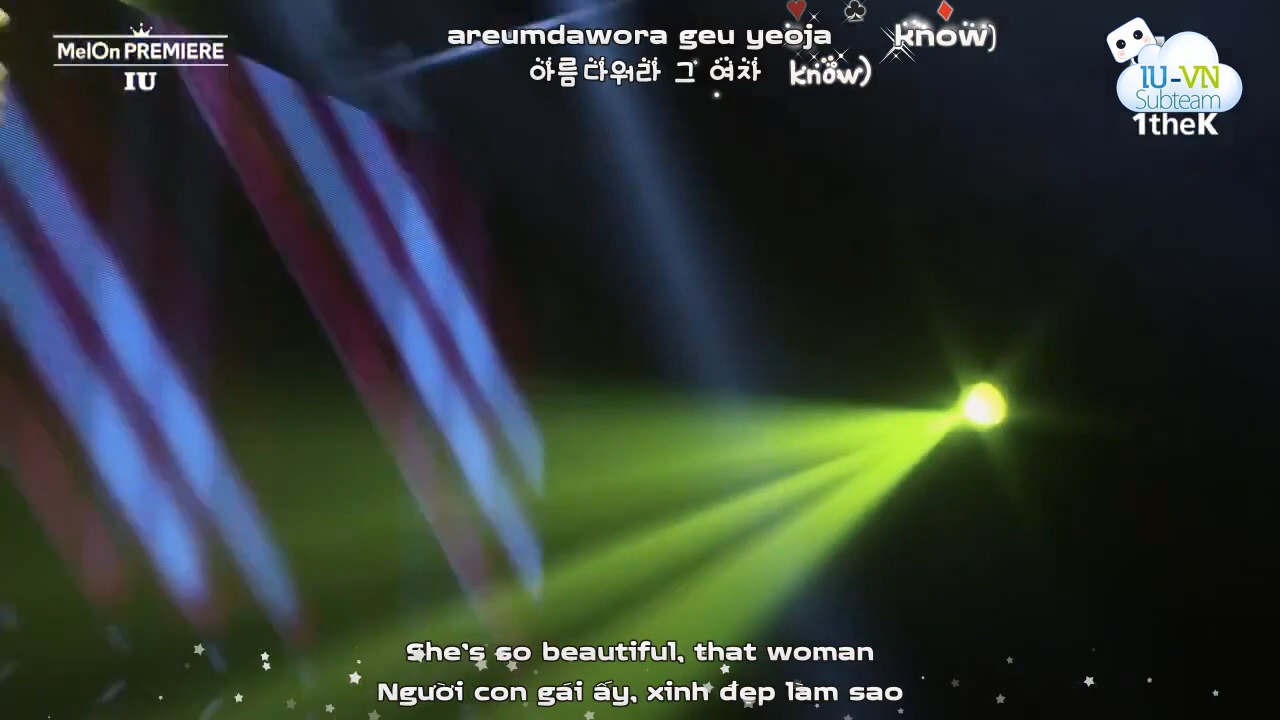 MelOn PREMIERE
IU
areumdawora geu yeoja know)
아름다워라 그 여자 know)
IU-VN
Subteam
1theK
She's so beautiful, that woman
Người con gái ấy, xinh đẹp làm sao